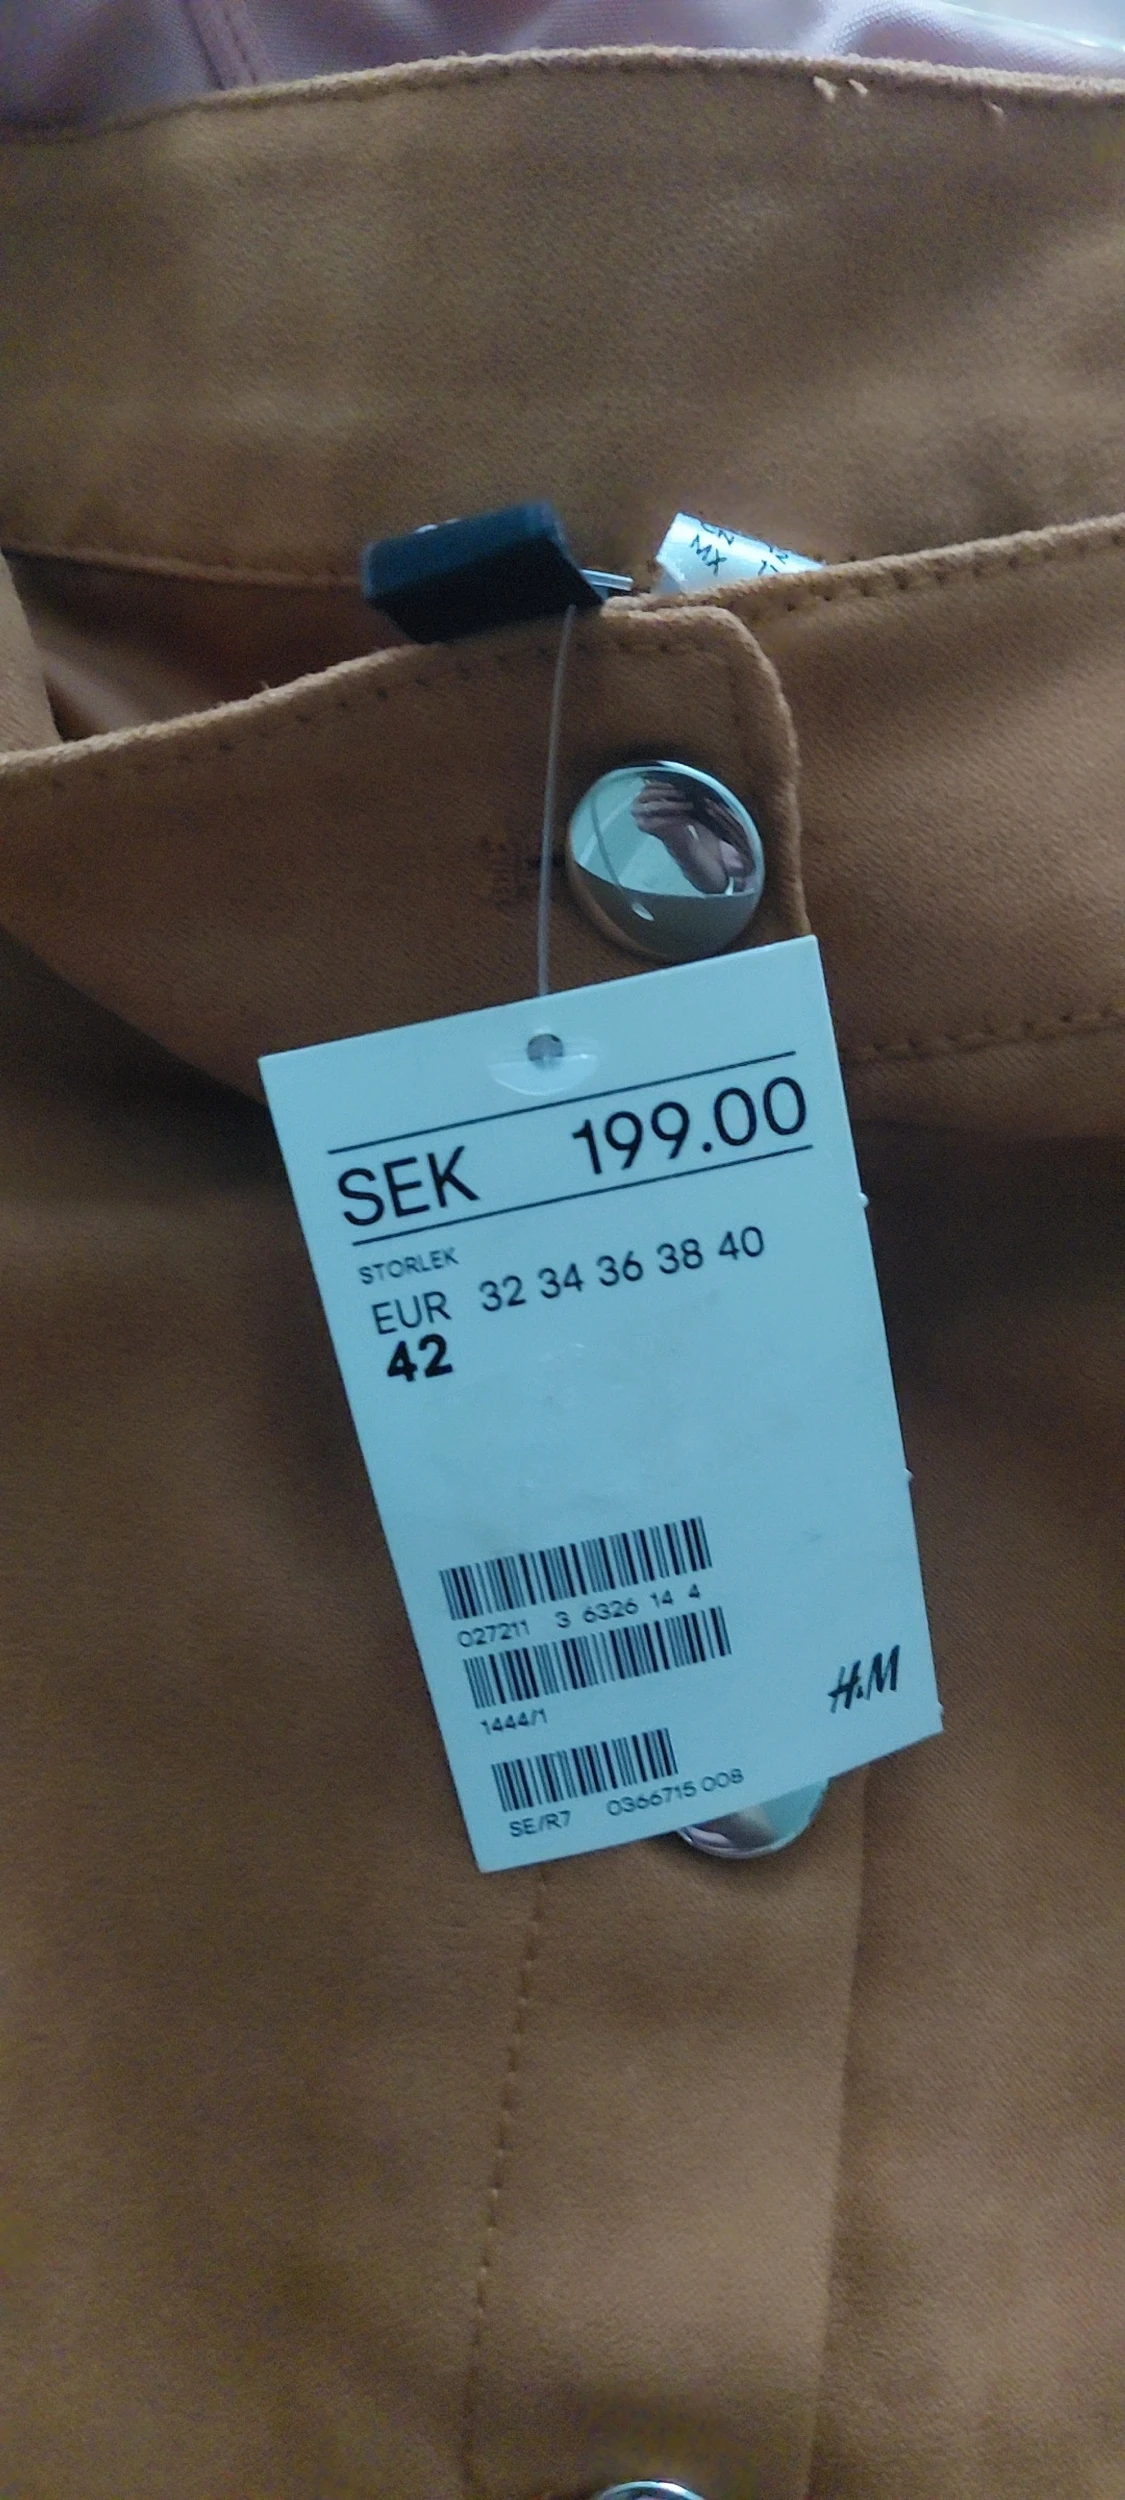 MX
SEK 199.00
STORLEK
EUR 32 34 36 38 40
42
027211 3 6326 14 4
1444/1
SE/R7 0366715 008
H&M